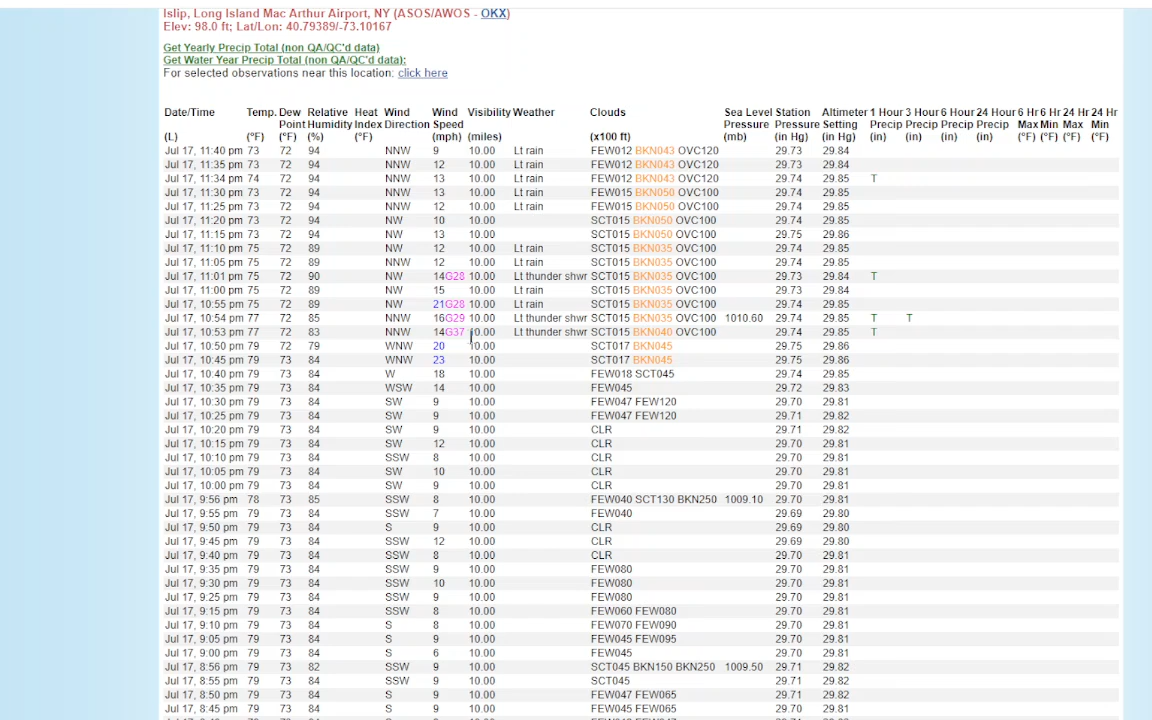 Islip, Long Island Mac Arthur Airport, NY (ASOS/AWOS - OKX)
Elev: 98.0 ft; Lat/Lon: 40.79389/-73.10167
Get Yearly Precip Total (non QA/QC'd data)
Get Water Year Precip Total (non QA/QC'd data):
For selected observations near this location: click here
Date/Time Temp. Dew Relative Heat Wind Wind Visibility Weather Clouds Sea Level Station Altimeter 1 Hour 3 Hour 6 Hour 24 Hour 6 Hr 6 Hr 24 Hr 24 Hr
Point Humidity Index Direction Speed Pressure Pressure Setting Precip Precip Precip Precip Max Min Max Min
(L) (°F) (°F) (%) (°F) (mph) (miles) (x100 ft) (mb) (in Hg) (in Hg) (in) (in) (in) (in) (°F) (°F) (°F) (°F)
Jul 17, 11:40 pm 73 72 94 NNW 9 10.00 Lt rain FEW012 BKN043 OVC120 29.73 29.84
Jul 17, 11:35 pm 73 72 94 NNW 12 10.00 Lt rain FEW012 BKN043 OVC120 29.73 29.84
Jul 17, 11:34 pm 74 72 94 NNW 13 10.00 Lt rain FEW012 BKN043 OVC120 29.74 29.85 T
Jul 17, 11:30 pm 73 72 94 NNW 13 10.00 Lt rain FEW015 BKN050 OVC100 29.74 29.85
Jul 17, 11:25 pm 73 72 94 NNW 12 10.00 Lt rain FEW015 BKN050 OVC100 29.74 29.85
Jul 17, 11:20 pm 73 72 94 NW 10 10.00 SCT015 BKN050 OVC100 29.74 29.85
Jul 17, 11:15 pm 73 72 94 NW 13 10.00 SCT015 BKN050 OVC100 29.75 29.86
Jul 17, 11:10 pm 75 72 89 NW 12 10.00 Lt rain SCT015 BKN035 OVC100 29.74 29.85
Jul 17, 11:05 pm 75 72 89 NNW 12 10.00 Lt rain SCT015 BKN035 OVC100 29.74 29.85
Jul 17, 11:01 pm 75 72 90 NW 14G28 10.00 Lt thunder shwr SCT015 BKN035 OVC100 29.73 29.84 T
Jul 17, 11:00 pm 75 72 89 NW 15 10.00 Lt rain SCT015 BKN035 OVC100 29.73 29.84
Jul 17, 10:55 pm 75 72 89 NW 21G28 10.00 Lt rain SCT015 BKN035 OVC100 29.74 29.85
Jul 17, 10:54 pm 77 72 85 NNW 16G29 10.00 Lt thunder shwr SCT015 BKN035 OVC100 1010.60 29.74 29.85 T T
Jul 17, 10:53 pm 77 72 83 NNW 14G37 10.00 Lt thunder shwr SCT015 BKN040 OVC100 29.74 29.85 T
Jul 17, 10:50 pm 79 72 79 WNW 20 10.00 SCT017 BKN045 29.75 29.86
Jul 17, 10:45 pm 79 73 84 WNW 23 10.00 SCT017 BKN045 29.75 29.86
Jul 17, 10:40 pm 79 73 84 W 18 10.00 FEW018 SCT045 29.74 29.85
Jul 17, 10:35 pm 79 73 84 WSW 14 10.00 FEW045 29.72 29.83
Jul 17, 10:30 pm 79 73 84 SW 9 10.00 FEW047 FEW120 29.70 29.81
Jul 17, 10:25 pm 79 73 84 SW 9 10.00 FEW047 FEW120 29.71 29.82
Jul 17, 10:20 pm 79 73 84 SW 9 10.00 CLR 29.71 29.82
Jul 17, 10:15 pm 79 73 84 SW 12 10.00 CLR 29.70 29.81
Jul 17, 10:10 pm 79 73 84 SSW 8 10.00 CLR 29.70 29.81
Jul 17, 10:05 pm 79 73 84 SW 10 10.00 CLR 29.70 29.81
Jul 17, 10:00 pm 79 73 84 SW 9 10.00 CLR 29.70 29.81
Jul 17, 9:56 pm 78 73 85 SSW 8 10.00 FEW040 SCT130 BKN250 1009.10 29.70 29.81
Jul 17, 9:55 pm 79 73 84 SSW 7 10.00 FEW040 29.69 29.80
Jul 17, 9:50 pm 79 73 84 S 9 10.00 CLR 29.69 29.80
Jul 17, 9:45 pm 79 73 84 SSW 12 10.00 CLR 29.69 29.80
Jul 17, 9:40 pm 79 73 84 SSW 8 10.00 CLR 29.70 29.81
Jul 17, 9:35 pm 79 73 84 SSW 9 10.00 FEW080 29.70 29.81
Jul 17, 9:30 pm 79 73 84 SSW 10 10.00 FEW080 29.70 29.81
Jul 17, 9:25 pm 79 73 84 SSW 9 10.00 FEW080 29.70 29.81
Jul 17, 9:15 pm 79 73 84 SSW 8 10.00 FEW060 FEW080 29.70 29.81
Jul 17, 9:10 pm 79 73 84 S 8 10.00 FEW070 FEW090 29.70 29.81
Jul 17, 9:05 pm 79 73 84 S 9 10.00 FEW045 FEW095 29.70 29.81
Jul 17, 9:00 pm 79 73 84 S 6 10.00 FEW045 29.70 29.81
Jul 17, 8:56 pm 79 73 82 SSW 9 10.00 SCT045 BKN150 BKN250 1009.50 29.71 29.82
Jul 17, 8:55 pm 79 73 84 SSW 9 10.00 SCT045 29.71 29.82
Jul 17, 8:50 pm 79 73 84 S 9 10.00 FEW047 FEW065 29.71 29.82
Jul 17, 8:45 pm 79 73 84 S 9 10.00 FEW045 FEW065 29.71 29.82